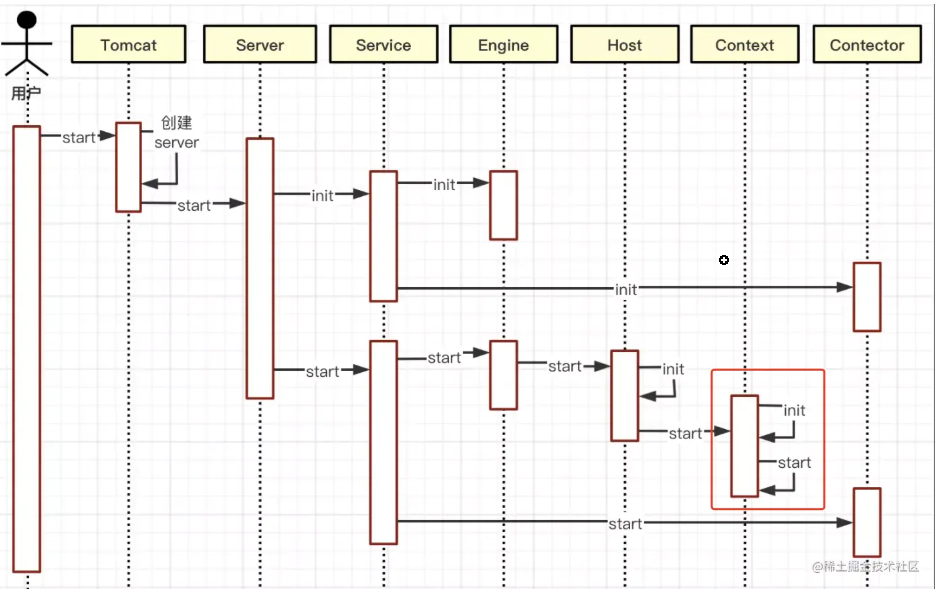 Tomcat
Server
Service
Engine
Host
Context
Contector
用户
start
创建
server
start
init
init
init
start
start
start
init
start
init
start
start
@稀土掘金技术社区